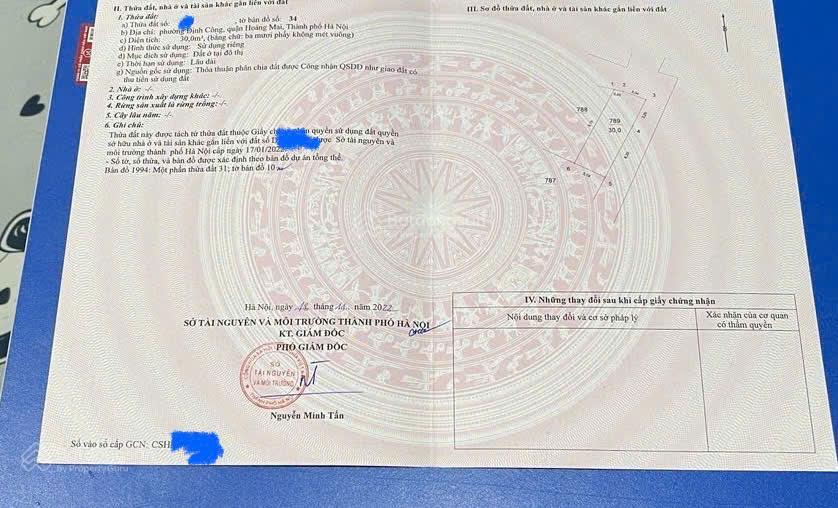 II. Thửa đất, nhà ở và tài sản khác gắn liền với đất
1. Thửa đất:
a) Thửa đất số: , tờ bản đồ số: 34
b) Địa chỉ: phường Định Công, quận Hoàng Mai, Thành phố Hà Nội
c) Diện tích: 30,0m², (bằng chữ: ba mươi phẩy không mét vuông)
d) Hình thức sử dụng: Sử dụng riêng
đ) Mục đích sử dụng: Đất ở tại đô thị
e) Thời hạn sử dụng: Lâu dài
g) Nguồn gốc sử dụng: Thỏa thuận phân chia đất được Công nhận QSDĐ như giao đất có
thu tiền sử dụng đất
2. Nhà ở: -/-
3. Công trình xây dựng khác: -/-
4. Rừng sản xuất là rừng trồng: -/-
5. Cây lâu năm: -/-
6. Ghi chú:
Thửa đất này được tách từ thửa đất thuộc Giấy quyền sử dụng đất quyền
sở hữu nhà ở và tài sản khác gắn liền với đất số Sở tài nguyên và
môi trường thành phố Hà Nội cấp ngày 17/01/2022.
- Số tờ, số thửa, và bản đồ được xác định theo bản đồ dự án tổng thể.
Bản đồ 1994: Một phần thửa đất 31; tờ bản đồ 10
Hà Nội, ngày 18 tháng 11 năm 2022
SỞ TÀI NGUYÊN VÀ MÔI TRƯỜNG THÀNH PHỐ HÀ NỘI
KT. GIÁM ĐỐC
PHÓ GIÁM ĐỐC
SỞ
TÀI NGUYÊN
VÀ MÔI TRƯỜNG
Nguyễn Minh Tấn
Số vào sổ cấp GCN: CSH
by PropertyGuru
III. Sơ đồ thửa đất, nhà ở và tài sản khác gắn liền với đất
1 2 3
788
789
30,0
4
6
787
5
IV. Những thay đổi sau khi cấp giấy chứng nhận
Nội dung thay đổi và cơ sở pháp lý
Xác nhận của cơ quan
có thẩm quyền